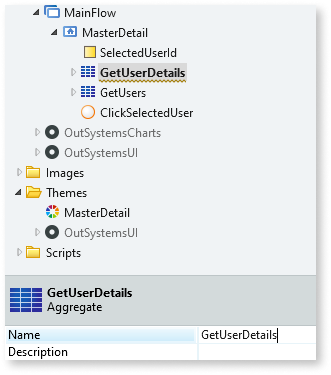 MainFlow
MasterDetail
SelectedUserId
GetUserDetails
GetUsers
ClickSelectedUser
OutSystemsCharts
OutSystemsUI
Images
Themes
MasterDetail
OutSystemsUI
Scripts
GetUserDetails
Aggregate
Name GetUserDetails
Description